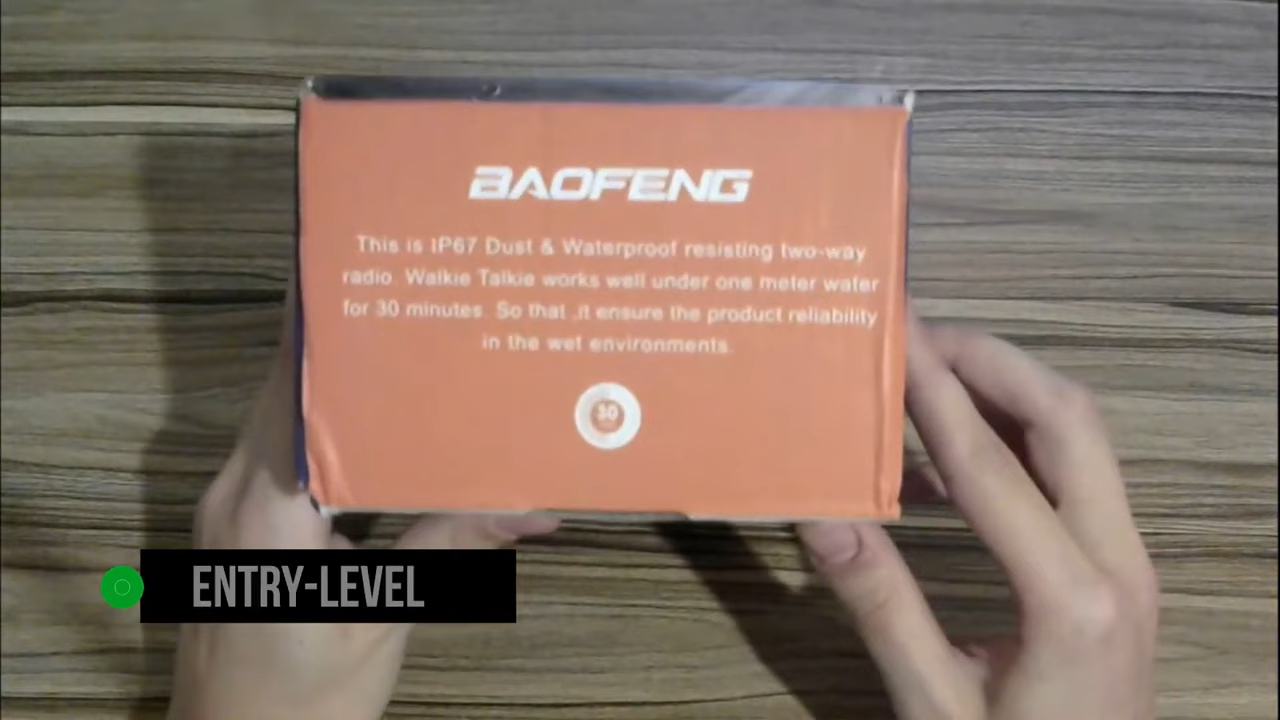 BAOFENG
This is IP67 Dust & Waterproof resisting two-way
radio. Walkie Talkie works well under one meter water
for 30 minutes. So that ,it ensure the product reliability
in the wet environments.
30
ENTRY-LEVEL